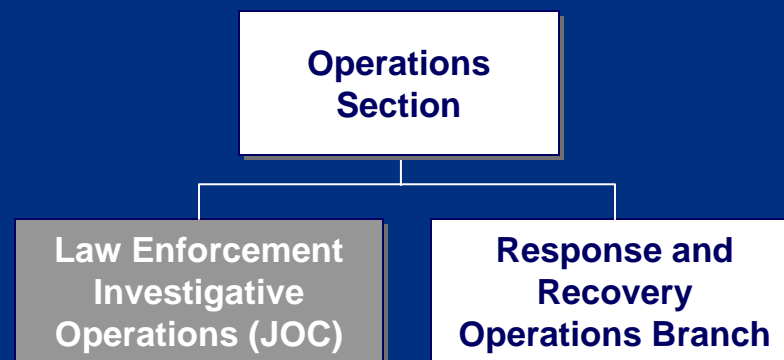 Operations
Section
Law Enforcement
Investigative
Operations (JOC)
Response and
Recovery
Operations Branch